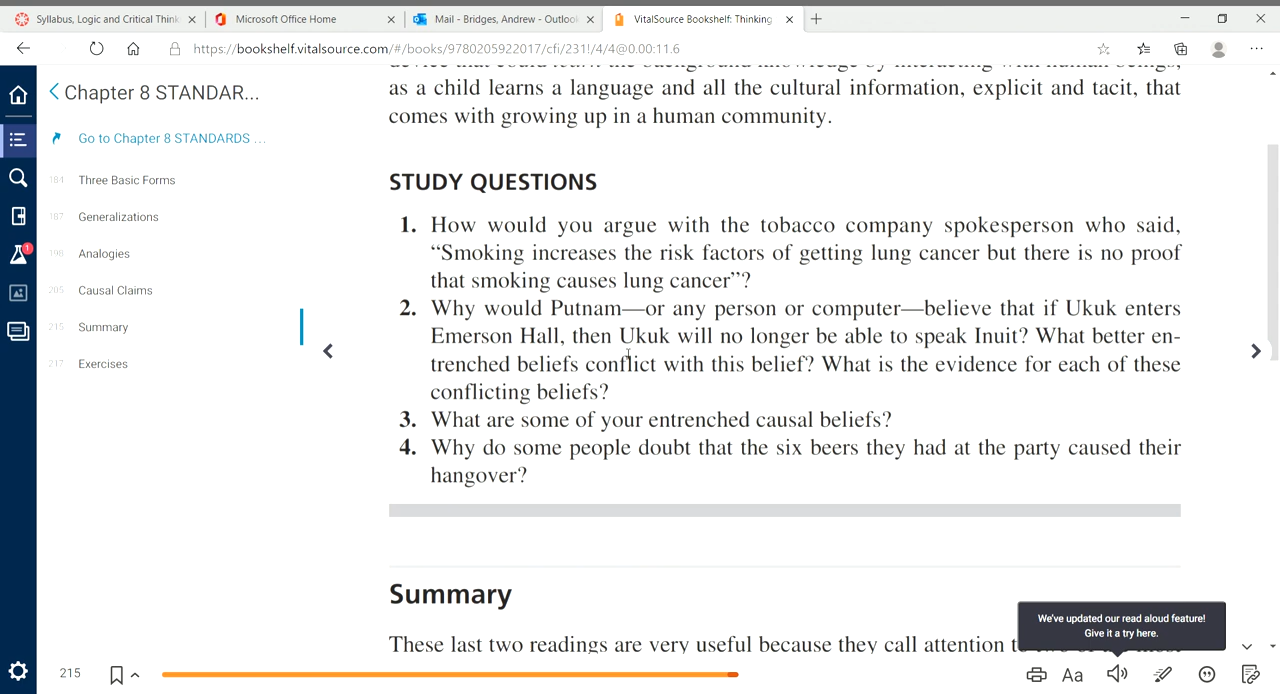 Syllabus, Logic and Critical Think
Microsoft Office Home
Mail - Bridges, Andrew - Outloo
VitalSource Bookshelf: Thinking
https://bookshelf.vitalsource.com/#/books/9780205922017/cfi/231!/4/4@0.00:11.6
Chapter 8 STANDAR...
Go to Chapter 8 STANDARDS ...
184 Three Basic Forms
187 Generalizations
198 Analogies
205 Causal Claims
215 Summary
217 Exercises
1
as a child learns a language and all the cultural information, explicit and tacit, that
comes with growing up in a human community.
STUDY QUESTIONS
1. How would you argue with the tobacco company spokesperson who said,
“Smoking increases the risk factors of getting lung cancer but there is no proof
that smoking causes lung cancer”?
2. Why would Putnam—or any person or computer—believe that if Ukuk enters
Emerson Hall, then Ukuk will no longer be able to speak Inuit? What better en-
trenched beliefs conflict with this belief? What is the evidence for each of these
conflicting beliefs?
3. What are some of your entrenched causal beliefs?
4. Why do some people doubt that the six beers they had at the party caused their
hangover?
Summary
These last two readings are very useful because they call attention
We've updated our read aloud feature!
Give it a try here.
215
Aa